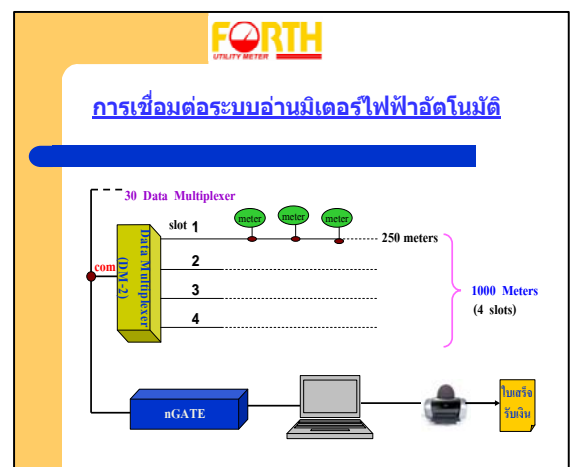 FORTH
UTILITY METER
การเชื่อมต่อระบบอ่านมิเตอร์ไฟฟ้าอัตโนมัติ
30 Data Multiplexer
slot 1
meter
meter
meter
250 meters
com
Data Multiplexer
(DM-2)
2
3
4
1000 Meters
(4 slots)
nGATE
ใบเสร็จ
รับเงิน